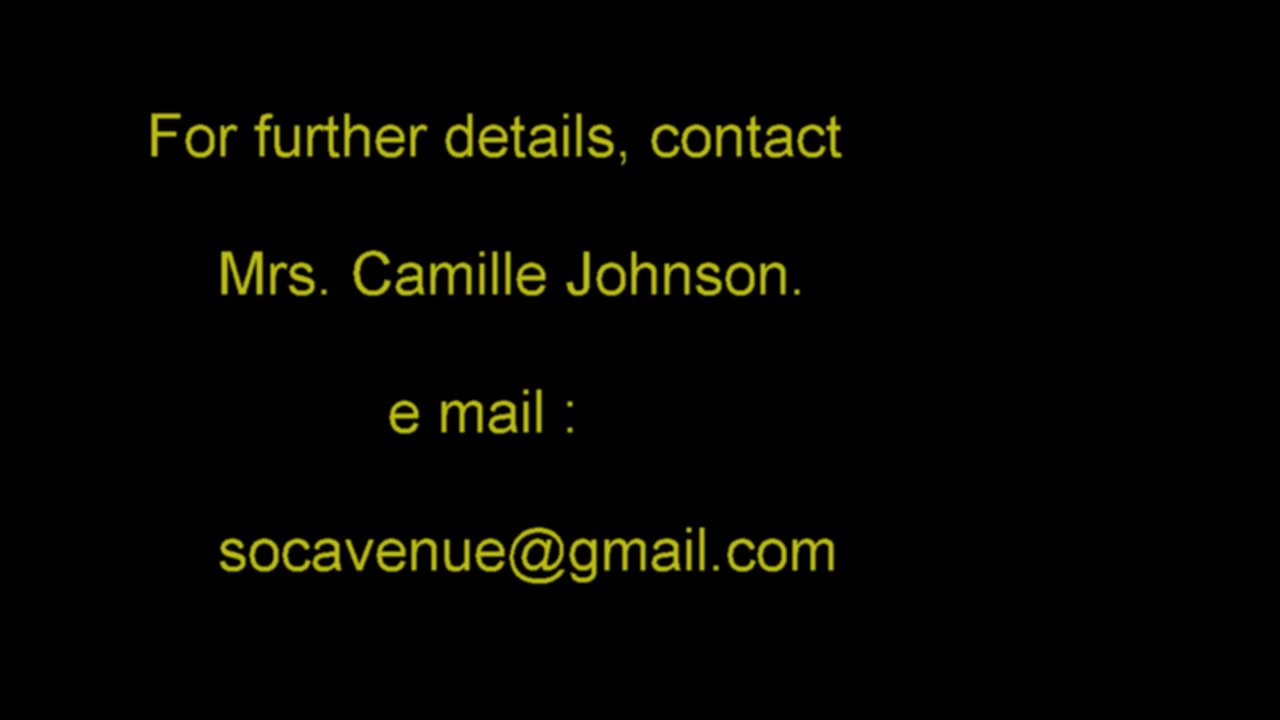 For further details, contact
Mrs. Camille Johnson.
e mail :
socavenue@gmail.com